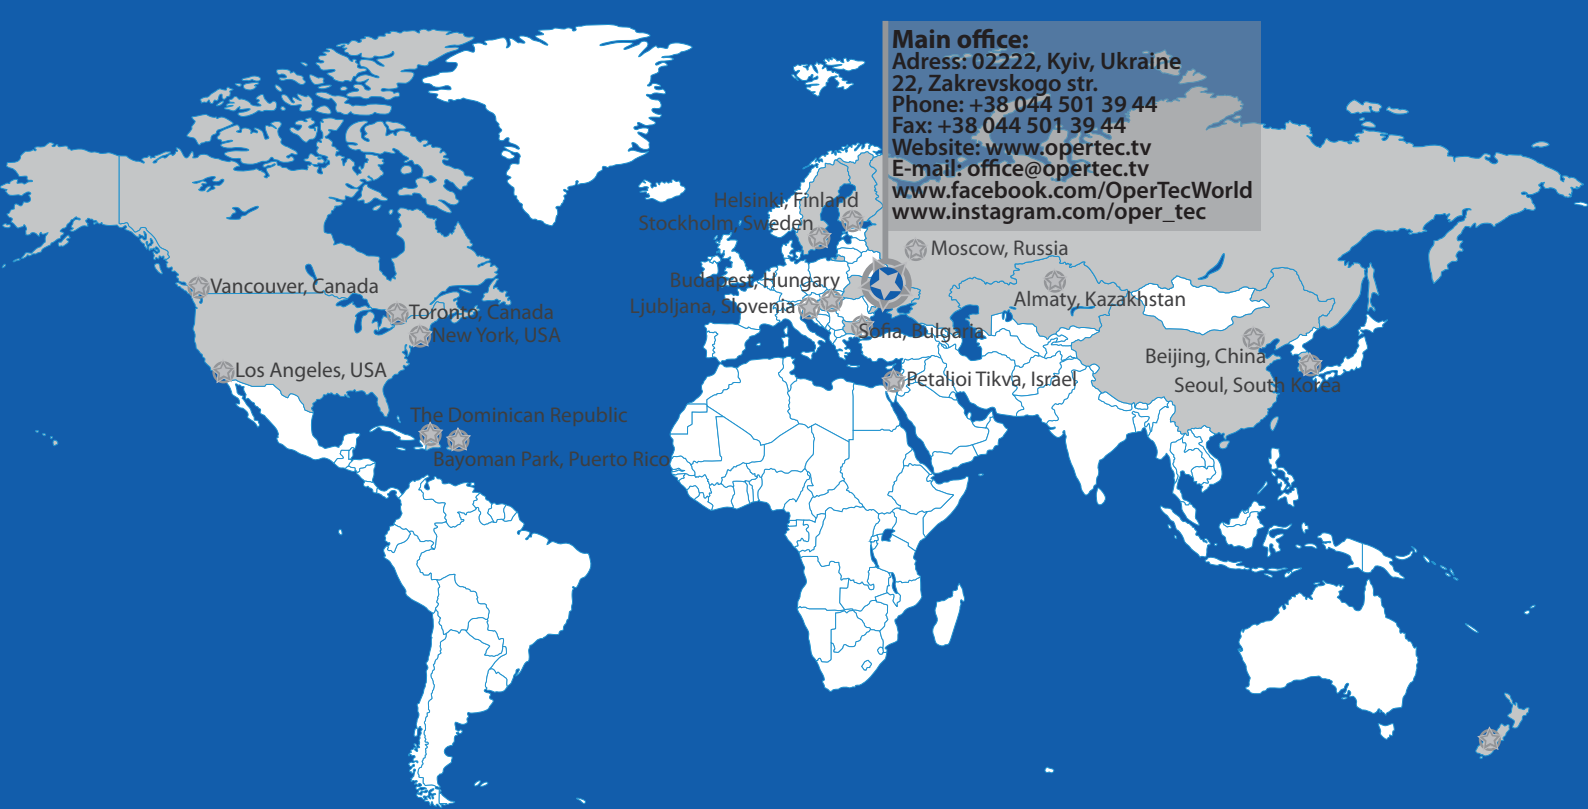 Main office:
Adress: 02222, Kyiv, Ukraine
22, Zakrevskogo str.
Phone: +38 044 501 39 44
Fax: +38 044 501 39 44
Website: www.opertec.tv
E-mail: office@opertec.tv
www.facebook.com/OperTecWorld
www.instagram.com/oper_tec
Helsinki, Finland
Stockholm, Sweden
Moscow, Russia
Budapest, Hungary
Ljubljana, Slovenia
Vancouver, Canada
Almaty, Kazakhstan
Toronto, Canada
New York, USA
Sofia, Bulgaria
Beijing, China
Los Angeles, USA
Petalioi Tikva, Israel
Seoul, South Korea
The Dominican Republic
Bayoman Park, Puerto Rico